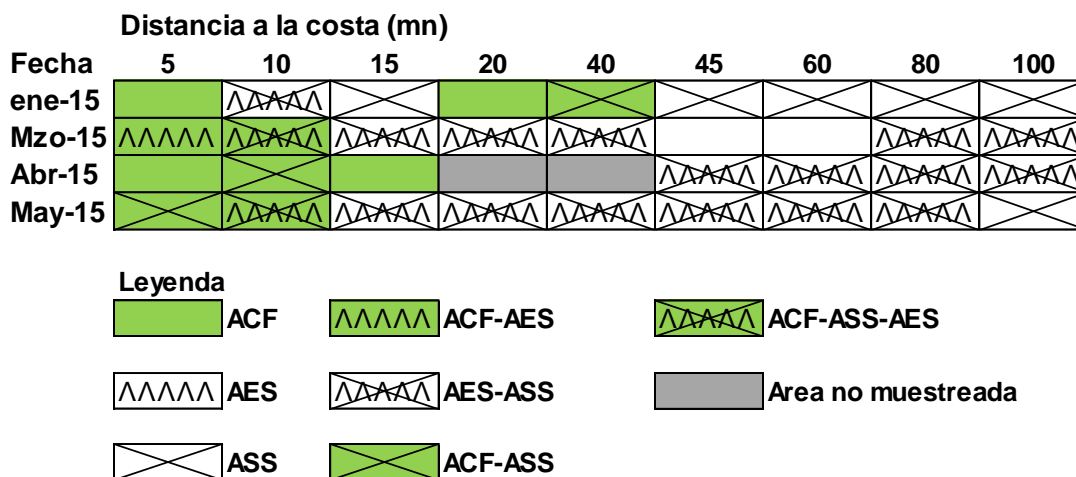 Distancia a la costa (mn)
Fecha 5 10 15 20 40 45 60 80 100
ene-15
Mzo-15
Abr-15
May-15
Leyenda
ACF ACF-AES ACF-ASS-AES
AES AES-ASS Area no muestreada
ASS ACF-ASS